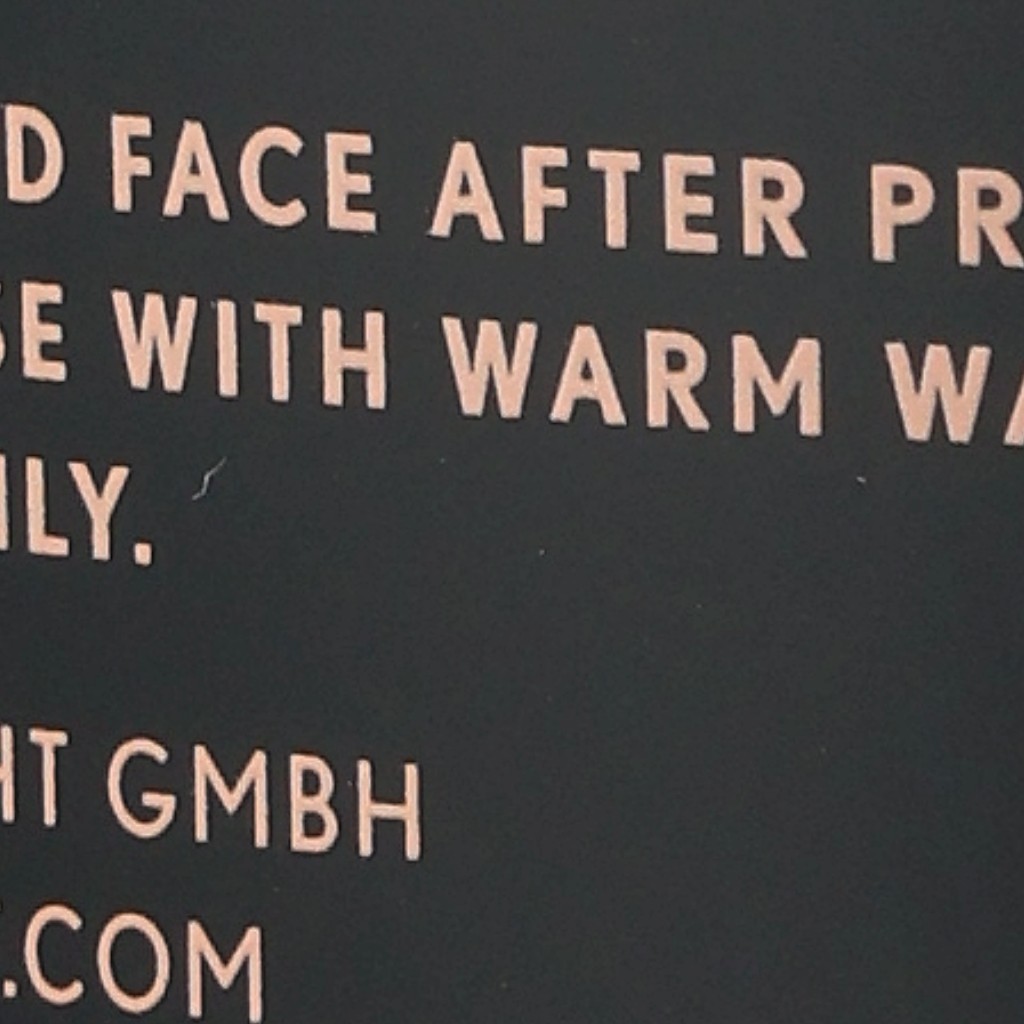 D FACE AFTER PR
SE WITH WARM WA
ILY.
HT GMBH
.COM